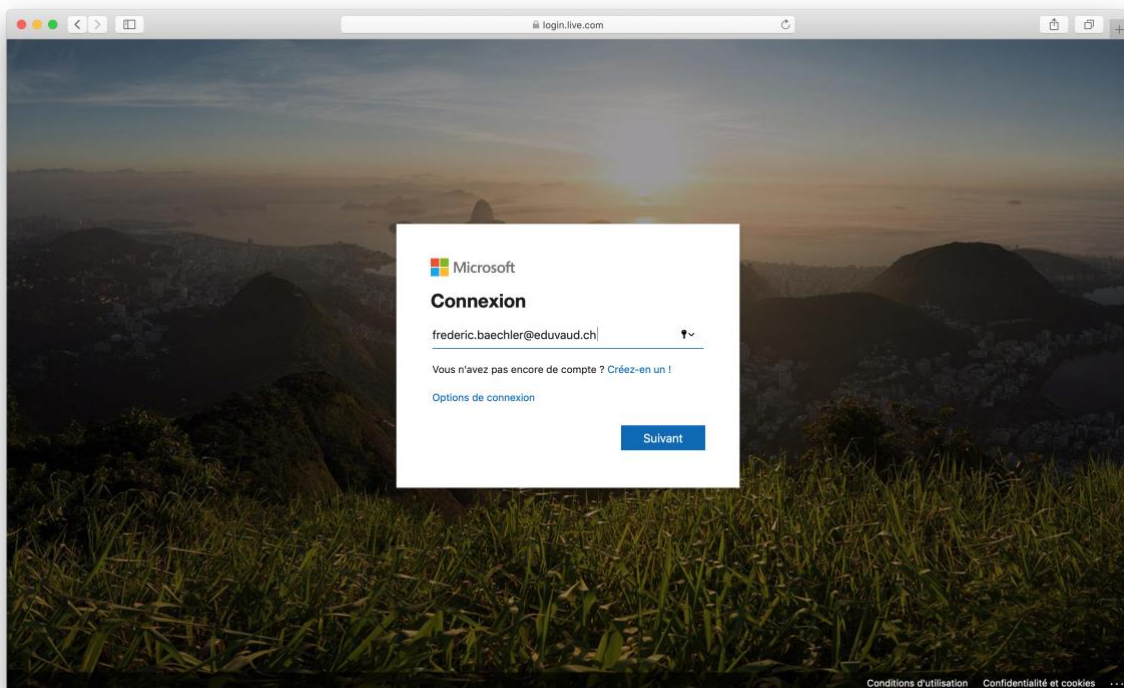 login.live.com
Microsoft
Connexion
frederic.baechler@eduvaud.ch
Vous n'avez pas encore de compte ? Créez-en un !
Options de connexion
Suivant
Conditions d'utilisation Confidentialité et cookies ...